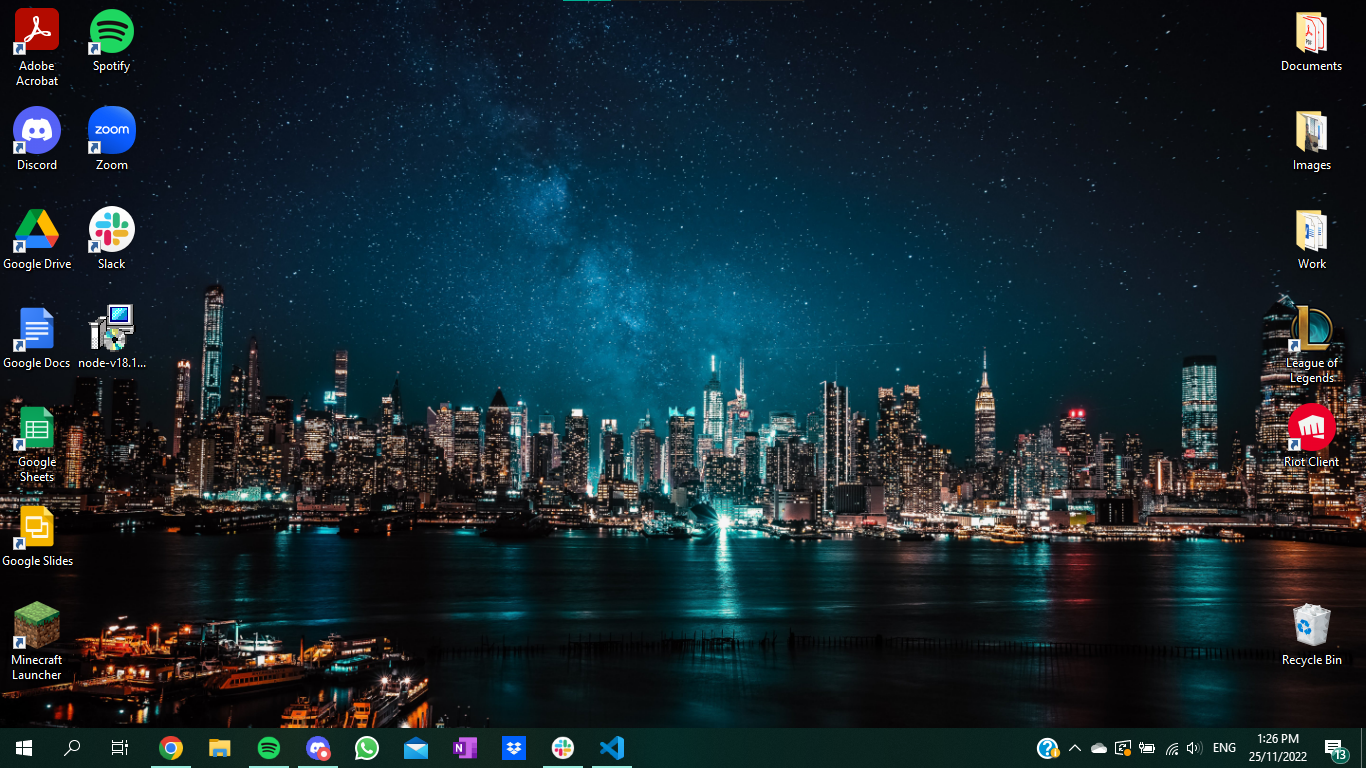 Adobe
Acrobat
Spotify
Documents
Discord
zoom
Zoom
Images
Google Drive
Slack
Work
Google Docs
node-v18.1...
League of
Legends
Google
Sheets
Riot Client
Google Slides
Minecraft
Launcher
Recycle Bin
N
ENG
1:26 PM
25/11/2022
13